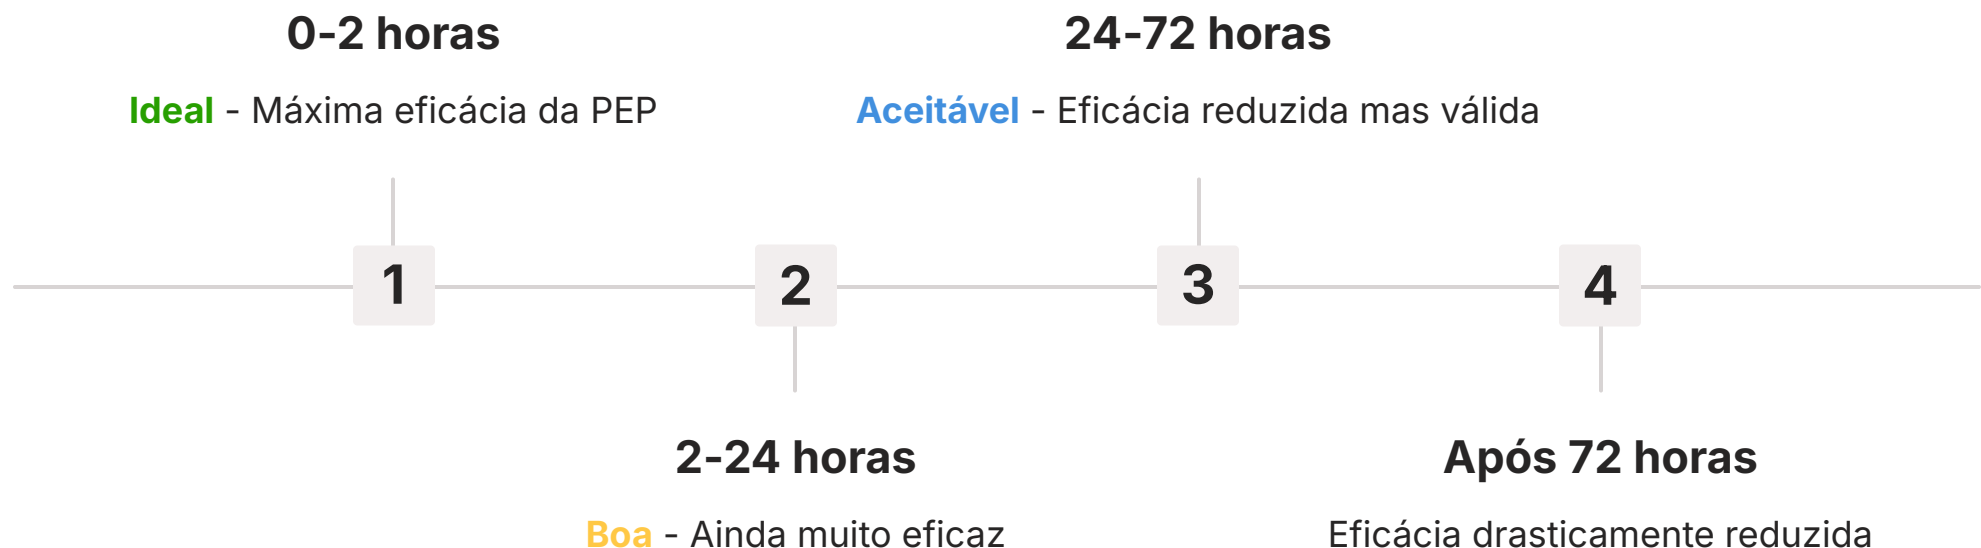 0-2 horas
Ideal - Máxima eficácia da PEP
24-72 horas
Aceitável - Eficácia reduzida mas válida
1
2
3
4
2-24 horas
Boa - Ainda muito eficaz
Após 72 horas
Eficácia drasticamente reduzida